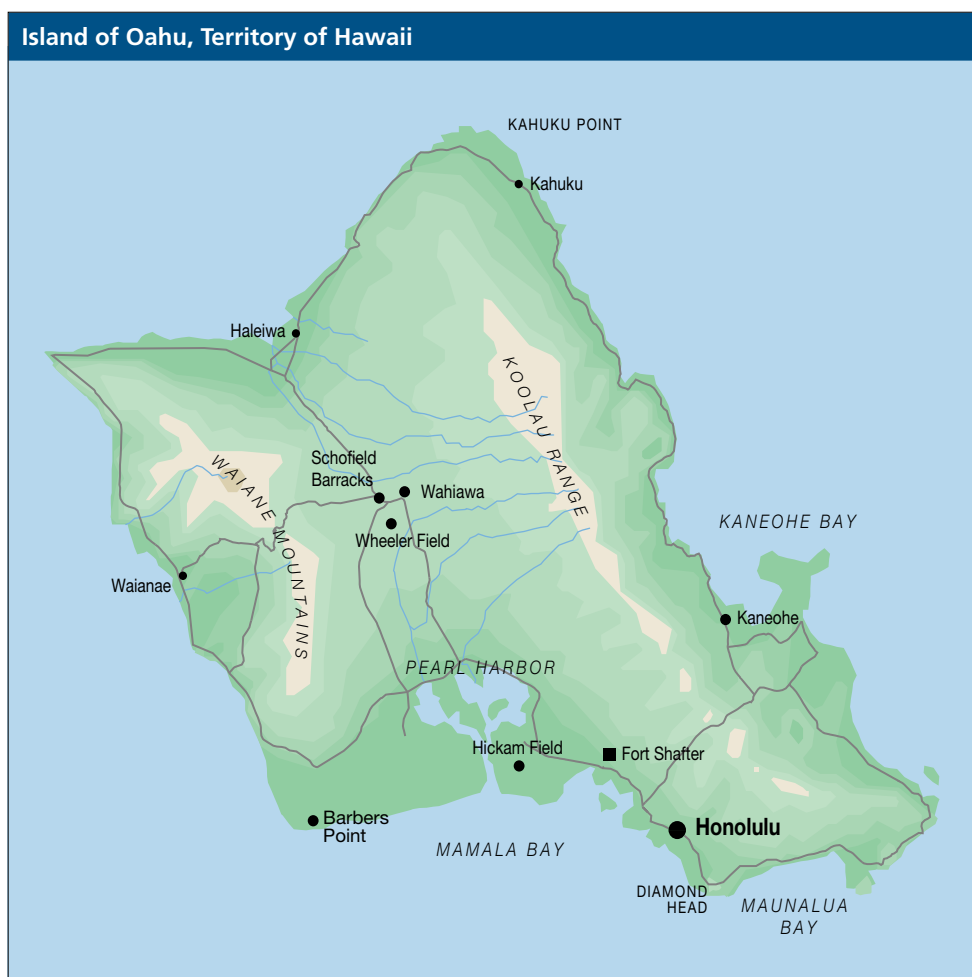 Island of Oahu, Territory of Hawaii
KAHUKU POINT
Kahuku
Haleiwa
KOOLAU RANGE
WAIANE MOUNTAINS
Schofield
Barracks
Wahiawa
Wheeler Field
KANEOHE BAY
Waianae
Kaneohe
PEARL HARBOR
Hickam Field
Fort Shafter
Barbers
Point
Honolulu
MAMALA BAY
DIAMOND
HEAD
MAUNALUA
BAY